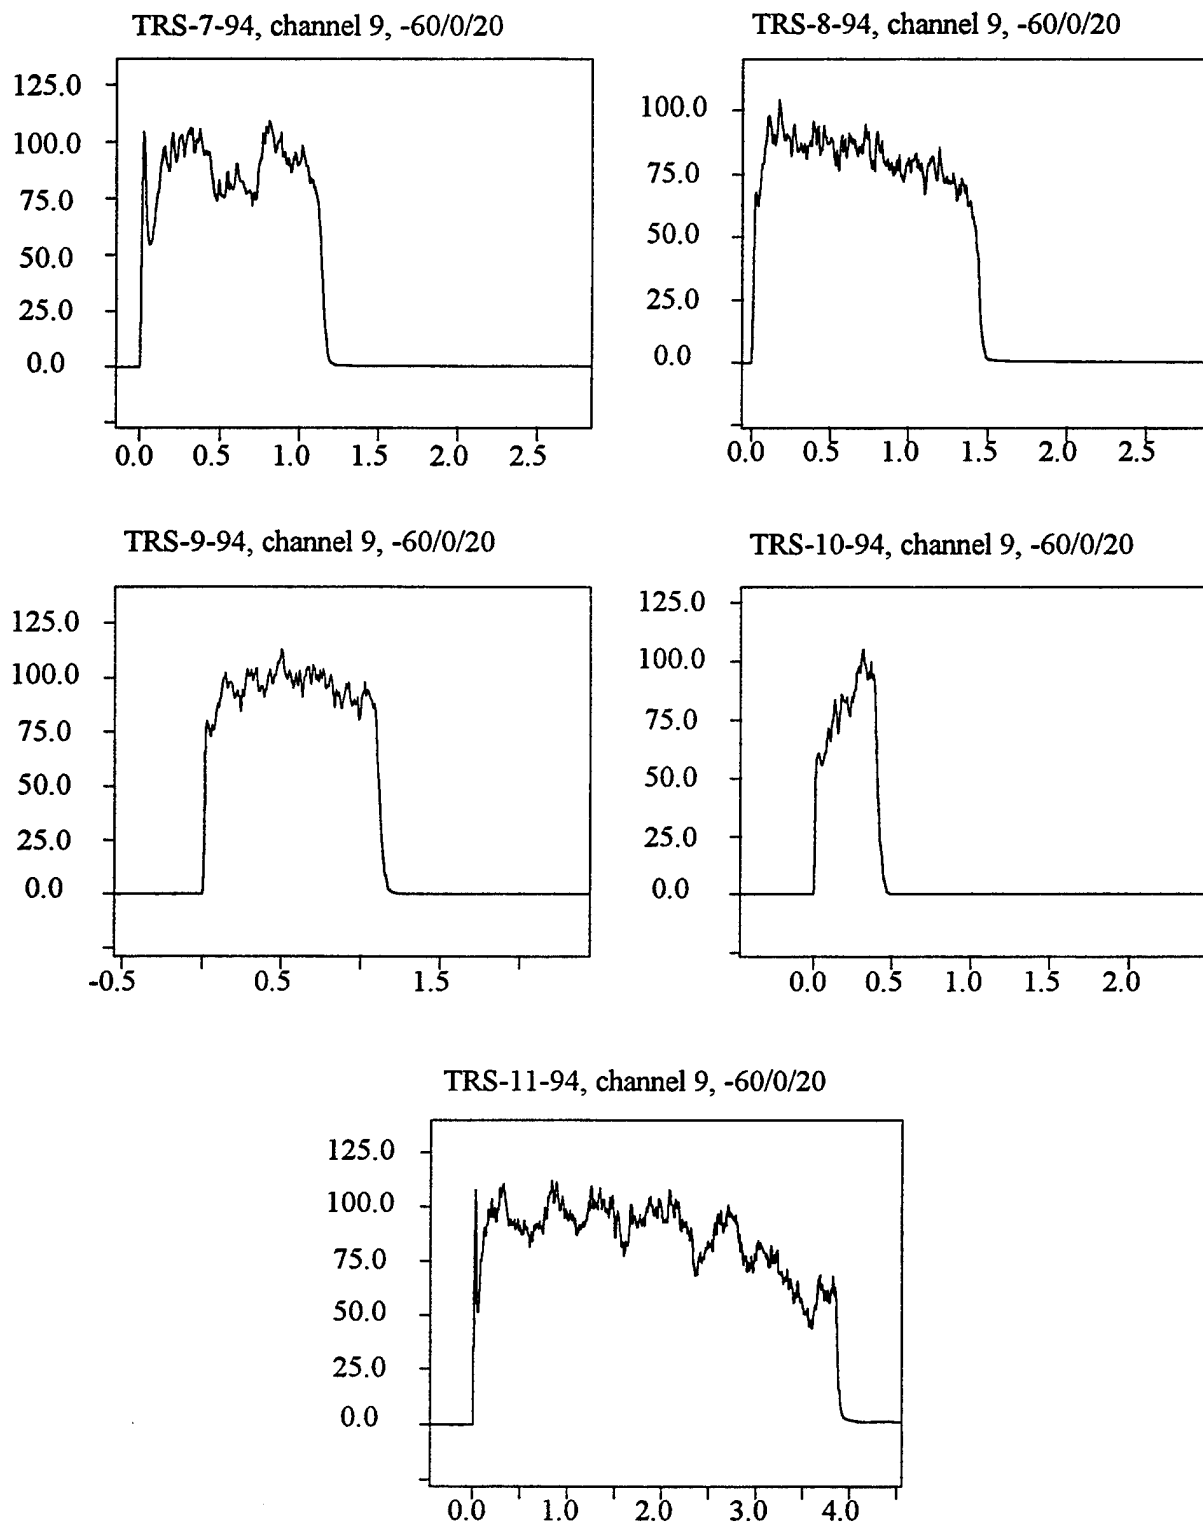 TRS-7-94, channel 9, -60/0/20
125.0
100.0
75.0
50.0
25.0
0.0
0.0 0.5 1.0 1.5 2.0 2.5
TRS-8-94, channel 9, -60/0/20
100.0
75.0
50.0
25.0
0.0
0.0 0.5 1.0 1.5 2.0 2.5
TRS-9-94, channel 9, -60/0/20
125.0
100.0
75.0
50.0
25.0
0.0
-0.5 0.5 1.5
TRS-10-94, channel 9, -60/0/20
125.0
100.0
75.0
50.0
25.0
0.0
0.0 0.5 1.0 1.5 2.0
TRS-11-94, channel 9, -60/0/20
125.0
100.0
75.0
50.0
25.0
0.0
0.0 1.0 2.0 3.0 4.0